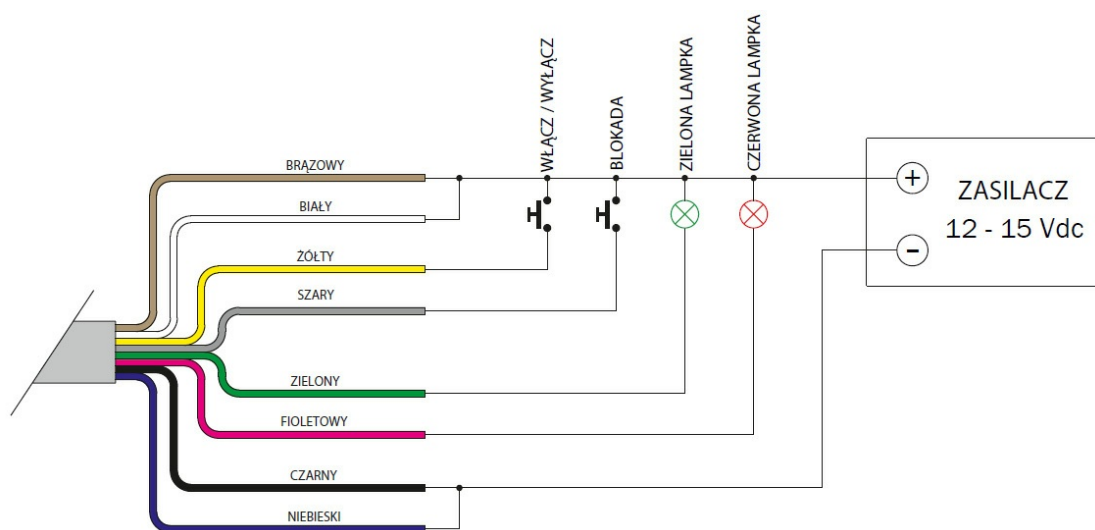 WŁĄCZ / WYŁĄCZ
BLOKADA
ZIELONA LAMPKA
CZERWONA LAMPKA
BRĄZOWY
BIAŁY
ŻÓŁTY
SZARY
ZIELONY
FIOLETOWY
CZARNY
NIEBIESKI
+
ZASILACZ
12 - 15 Vdc
-